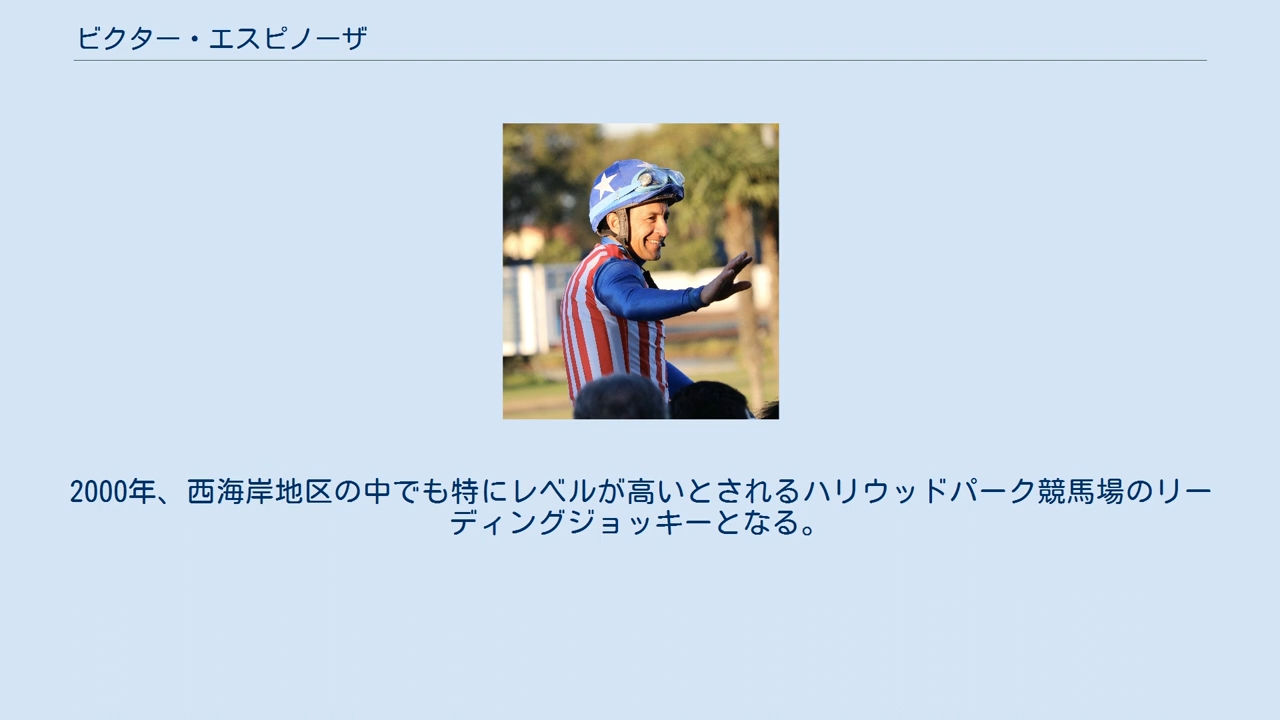 ビクター・エスピノーザ
2000年、西海岸地区の中でも特にレベルが高いとされるハリウッドパーク競馬場のリー
ディングジョッキーとなる。